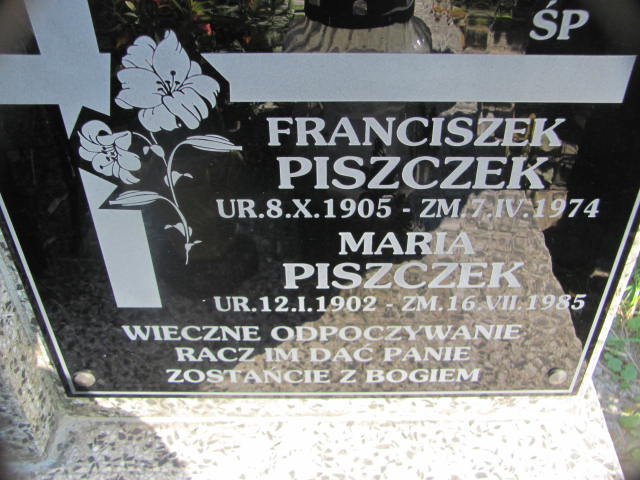 ŚP
FRANCISZEK
PISZCZEK
UR.8.X.1905 - ZM.7.IV.1974
MARIA
PISZCZEK
UR.12.I.1902 - ZM.16.VII.1985
WIECZNE ODPOCZYWANIE
RACZ IM DAĆ PANIE
ZOSTAŃCIE Z BOGIEM